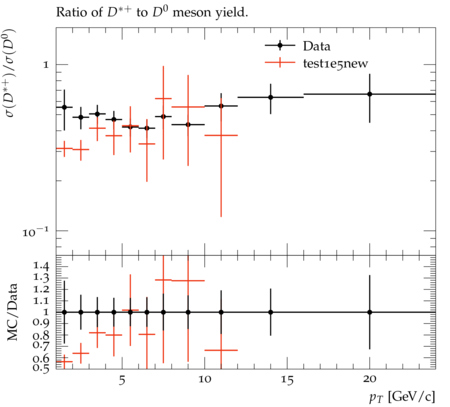 Ratio of D*+ to D0 meson yield.
σ(D*+)/σ(D0)
1
10−1
Data
test1e5new
MC/Data
1.4
1.3
1.2
1.1
1
0.9
0.8
0.7
0.6
0.5
5
10
15
20
pT [GeV/c]